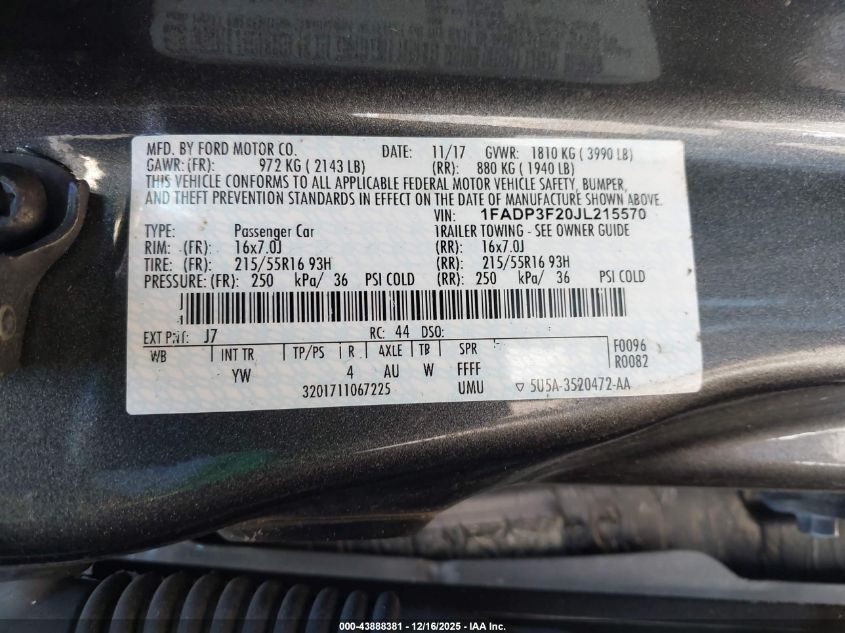 MFD. BY FORD MOTOR CO. DATE: 11/17 GVWR: 1810 KG ( 3990 LB)
GAWR: (FR): 972 KG ( 2143 LB) (RR): 880 KG ( 1940 LB)
THIS VEHICLE CONFORMS TO ALL APPLICABLE FEDERAL MOTOR VEHICLE SAFETY, BUMPER,
AND THEFT PREVENTION STANDARDS IN EFFECT ON THE DATE OF MANUFACTURE SHOWN ABOVE.
VIN: 1FADP3F20JL215570
TYPE: Passenger Car TRAILER TOWING - SEE OWNER GUIDE
RIM: (FR): 16x7.0J (RR): 16x7.0J
TIRE: (FR): 215/55R16 93H (RR): 215/55R16 93H
PRESSURE: (FR): 250 kPa/ 36 PSI COLD (RR): 250 kPa/ 36 PSI COLD
EXT PNT: J7 RC: 44 DSO:
WB INT TR TP/PS R AXLE TR SPR F0096
R0082
YW 4 AU W FFFF
3201711067225 UMU ▽ 5U5A-3520472-AA
000-43888381 - 12/16/2025 - IAA Inc.